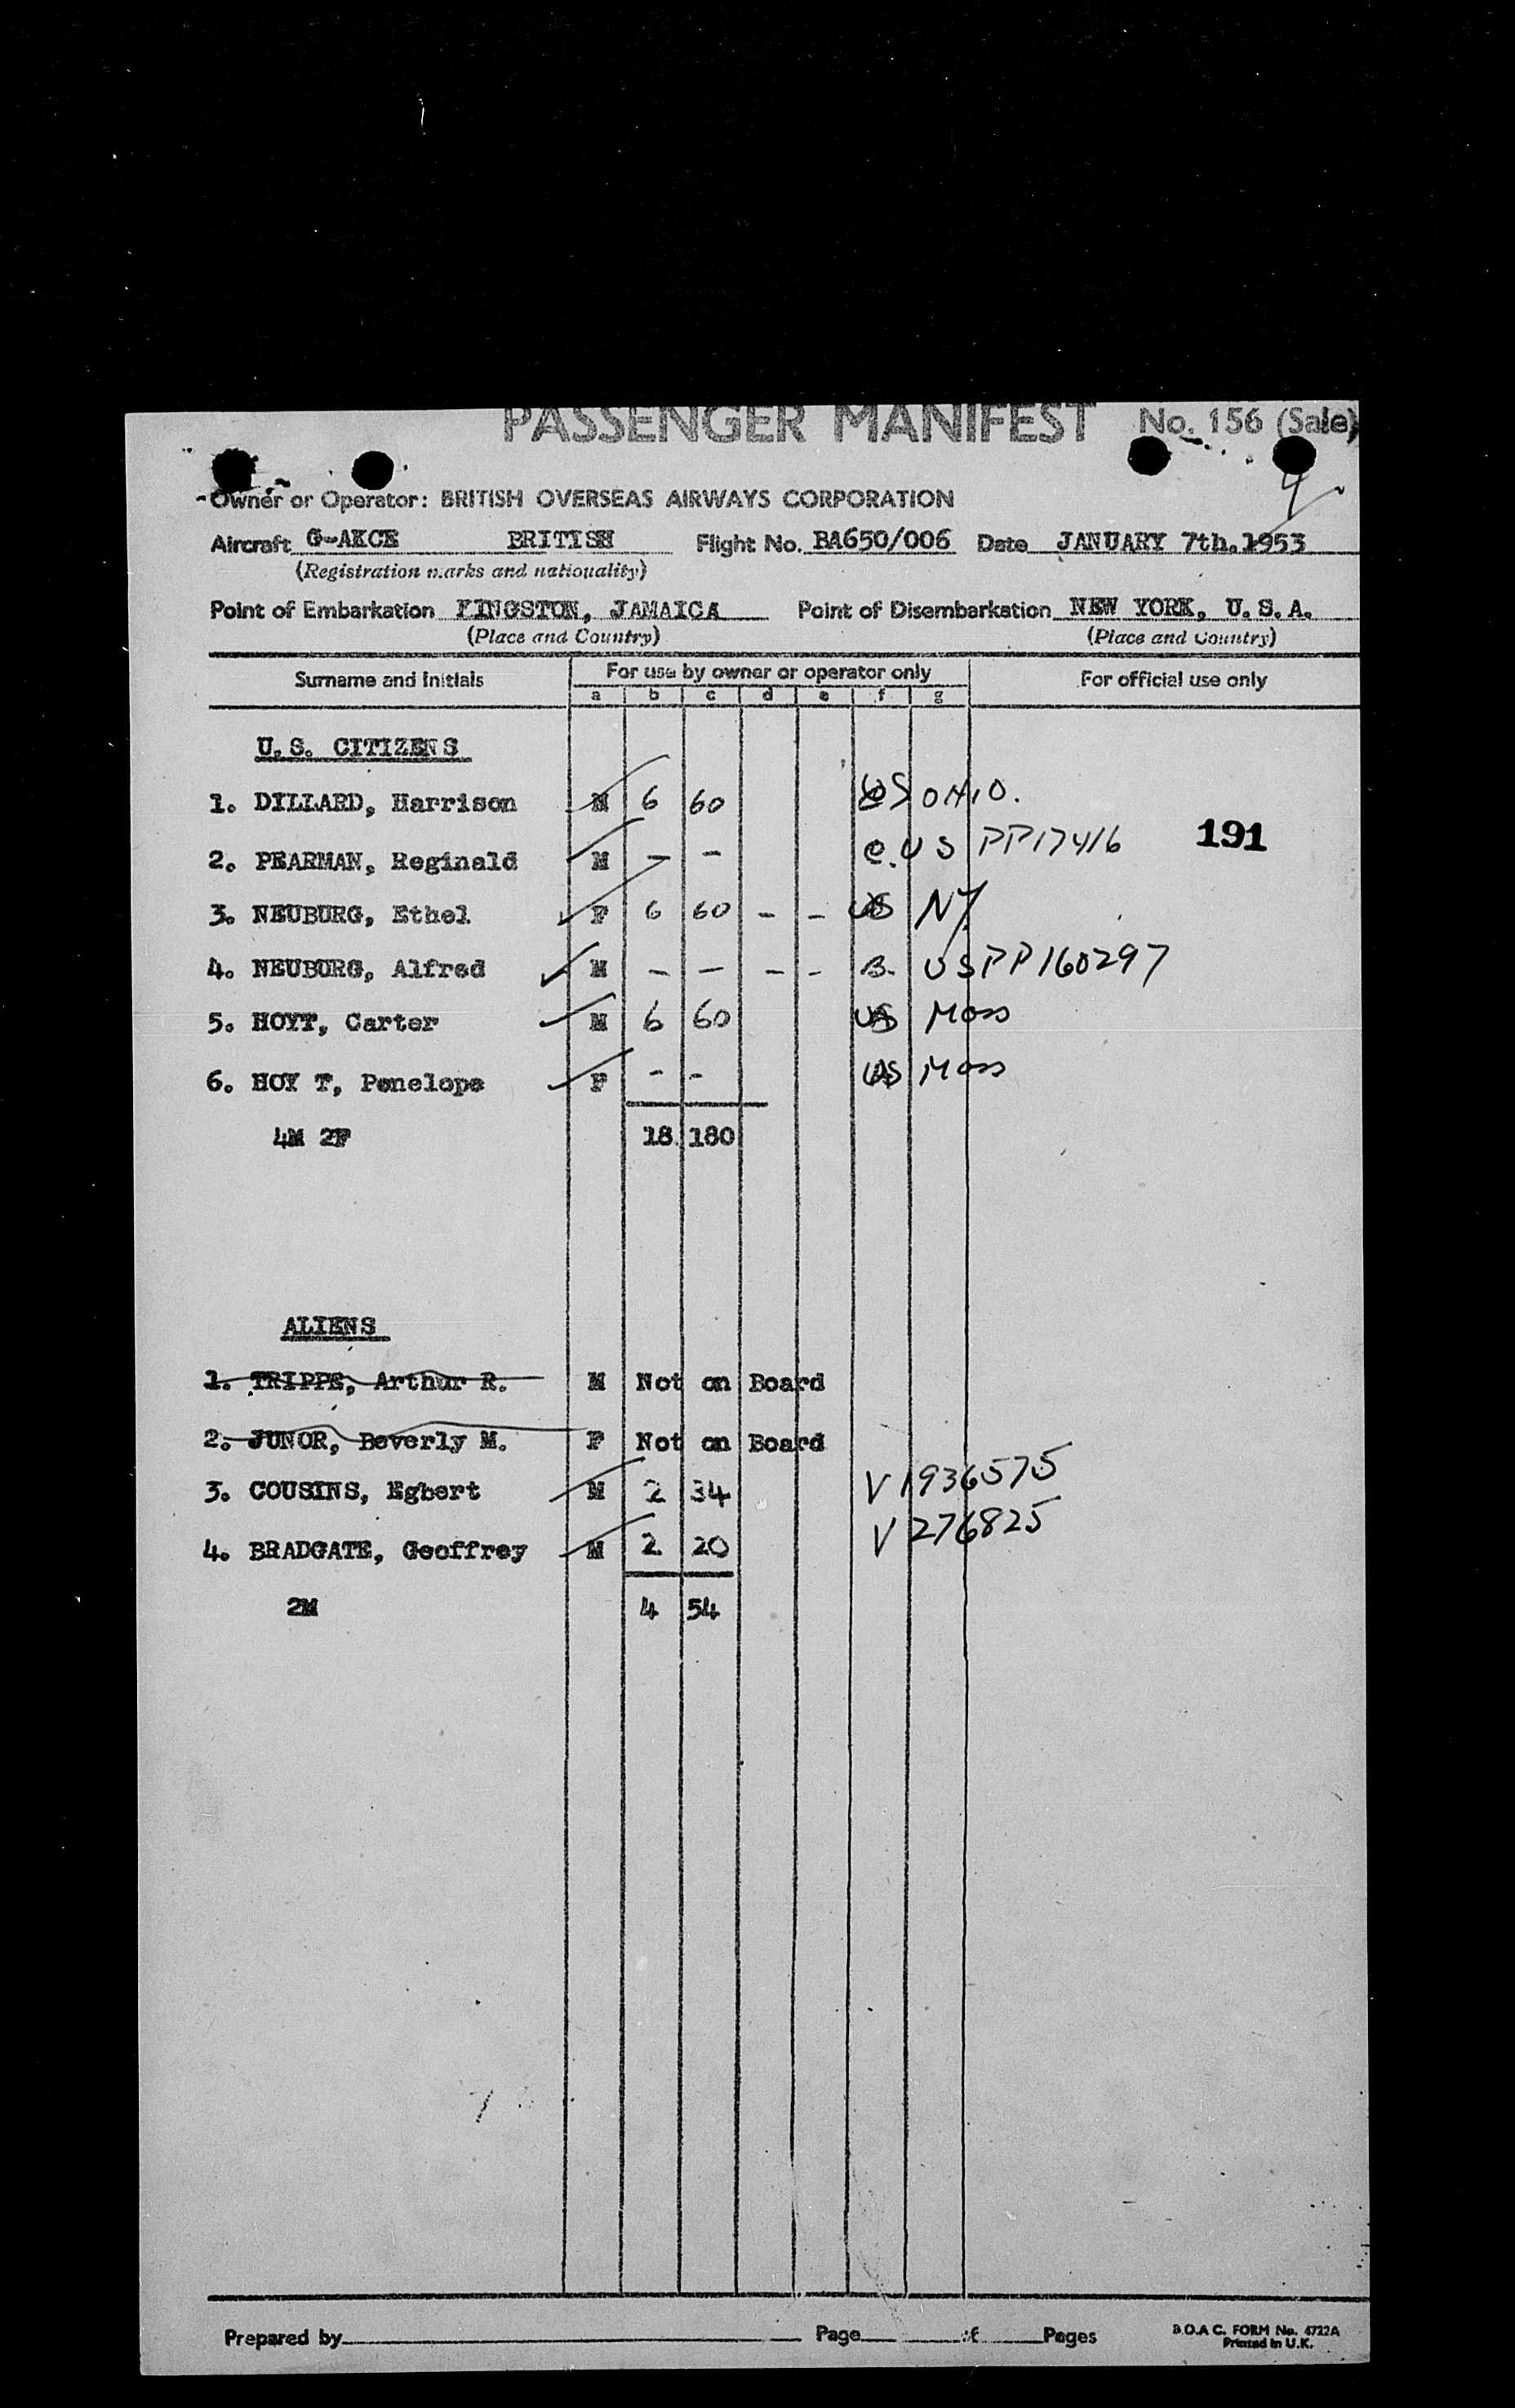 PASSENGER MANIFEST No. 156 (Sale)
Owner or Operator: BRITISH OVERSEAS AIRWAYS CORPORATION
Aircraft G-AKCE BRITISH Flight No. BA650/006 Date JANUARY 7th.1953
(Registration marks and nationality)
Point of Embarkation KINGSTON, JAMAICA Point of Disembarkation NEW YORK, U.S.A.
(Place and Country) (Place and Country)
Surname and initials For use by owner or operator only For official use only
a b c d e f g
U.S. CITIZENS
1. DILLARD, Harrison M 6 60 US OHIO.
191
2. PEARMAN, Reginald M — - C. US PP17416
3. NEUBURG, Ethel F 6 60 - - US NY
4. NEUBURG, Alfred M - - - - B. US PP160297
5. HOYT, Carter M 6 60 US Mass
6. HOY T, Penelope F - - US Mass
4M 2F 18 180
ALIENS
1. TRIPPE, Arthur R. M Not on Board
2. JUNOR, Beverly M. F Not on Board
3. COUSINS, Egbert M 2 34 V1936575
4. BRADGATE, Geoffrey M 2 20 V276825
2M 4 54
Prepared by Page of Pages
B.O.A.C. FORM No. 4722A
Printed in U.K.